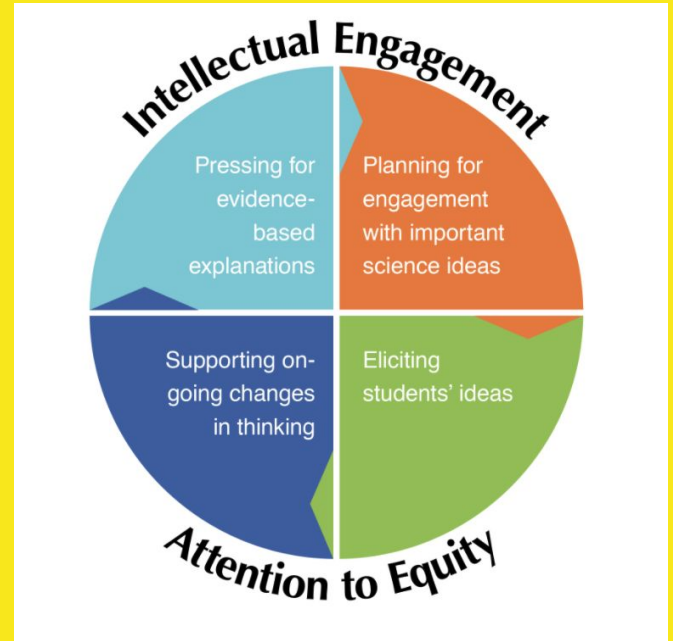 Intellectual Engagement
Pressing for
evidence-
based
explanations
Planning for
engagement
with important
science ideas
Supporting on-
going changes
in thinking
Eliciting
students’ ideas
Attention to Equity